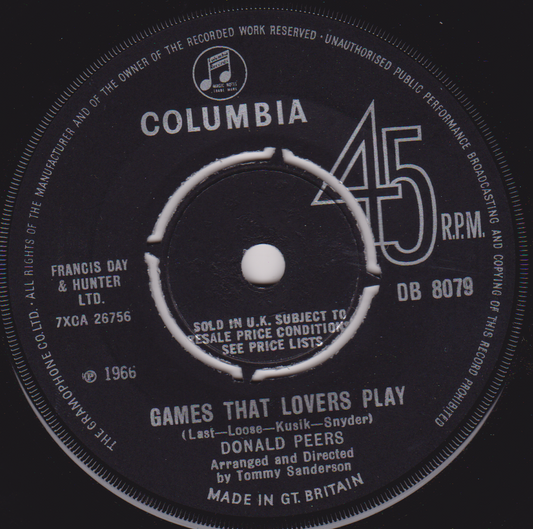 THE GRAMOPHONE CO. LTD. · ALL RIGHTS OF THE MANUFACTURER AND OF THE OWNER OF THE RECORDED WORK RESERVED · UNAUTHORISED PUBLIC PERFORMANCE BROADCASTING AND COPYING OF THIS RECORD PROHIBITED
COLUMBIA
45
R.P.M.
FRANCIS DAY
& HUNTER
LTD.
7XCA 26756
DB 8079
SOLD IN U.K. SUBJECT TO
RESALE PRICE CONDITIONS
SEE PRICE LISTS
℗ 1966
GAMES THAT LOVERS PLAY
(Last—Loose—Kusik—Snyder)
DONALD PEERS
Arranged and Directed
by Tommy Sanderson
MADE IN GT. BRITAIN